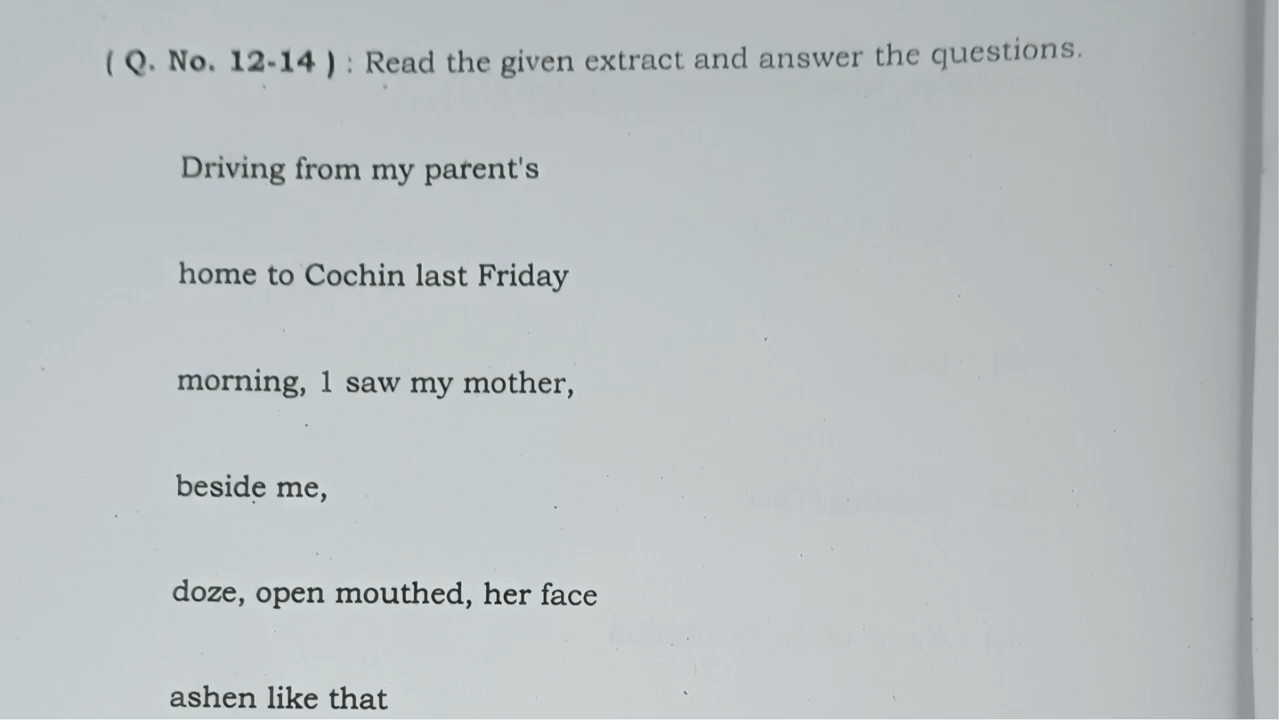 ( Q. No. 12-14 ) : Read the given extract and answer the questions.
Driving from my parent's
home to Cochin last Friday
morning, 1 saw my mother,
beside me,
doze, open mouthed, her face
ashen like that